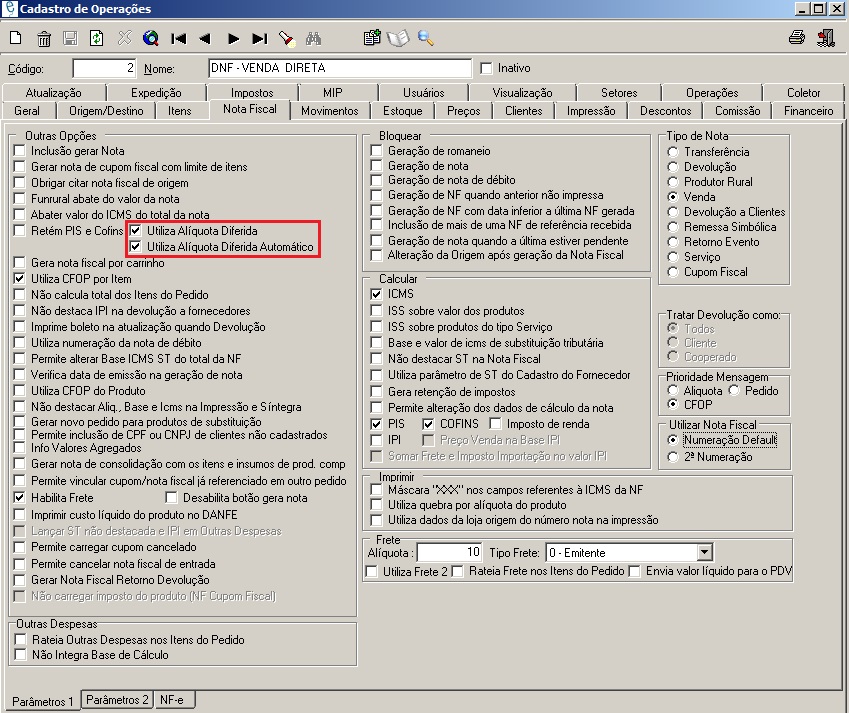 Cadastro de Operações
Código: 2 Nome: DNF - VENDA DIRETA Inativo
Atualização Expedição Impostos MIP Usuários Visualização Setores Operações Coletor
Geral Origem/Destino Itens Nota Fiscal Movimentos Estoque Preços Clientes Impressão Descontos Comissão Financeiro
Outras Opções
Inclusão gerar Nota
Gerar nota de cupom fiscal com limite de itens
Obrigar citar nota fiscal de origem
Funrural abate do valor da nota
Abater valor do ICMS do total da nota
Retém PIS e Cofins Utiliza Alíquota Diferida
Utiliza Alíquota Diferida Automático
Gera nota fiscal por carrinho
Utiliza CFOP por Item
Não calcula total dos Itens do Pedido
Não destaca IPI na devolução a fornecedores
Imprime boleto na atualização quando Devolução
Utiliza numeração da nota de débito
Permite alterar Base ICMS ST do total da NF
Verifica data de emissão na geração de nota
Utiliza CFOP do Produto
Não destacar Aliq., Base e Icms na Impressão e Síntegra
Gerar novo pedido para produtos de substituição
Permite inclusão de CPF ou CNPJ de clientes não cadastrados
Info Valores Agregados
Gerar nota de consolidação com os itens e insumos de prod. comp
Permite vincular cupom/nota fiscal já referenciado em outro pedido
Habilita Frete Desabilita botão gera nota
Imprimir custo líquido do produto no DANFE
Lançar ST não destacada e IPI em Outras Despesas
Permite carregar cupom cancelado
Permite cancelar nota fiscal de entrada
Gerar Nota Fiscal Retorno Devolução
Não carregar imposto do produto (NF Cupom Fiscal)
Outras Despesas
Rateia Outras Despesas nos Itens do Pedido
Não Integra Base de Cálculo
Bloquear
Geração de romaneio
Geração de nota
Geração de nota de débito
Geração de NF quando anterior não impressa
Geração de NF com data inferior a última NF gerada
Inclusão de mais de uma NF de referência recebida
Geração de nota quando a última estiver pendente
Alteração da Origem após geração da Nota Fiscal
Calcular
ICMS
ISS sobre valor dos produtos
ISS sobre produtos do tipo Serviço
Base e valor de icms de substituição tributária
Não destacar ST na Nota Fiscal
Utiliza parâmetro de ST do Cadastro do Fornecedor
Gera retenção de impostos
Permite alteração dos dados de cálculo da nota
PIS COFINS Imposto de renda
IPI Preço Venda na Base IPI
Somar Frete e Imposto Importação no valor IPI
Imprimir
Máscara "XXX" nos campos referentes à ICMS da NF
Utiliza quebra por alíquota do produto
Utiliza dados da loja origem do número nota na impressão
Frete
Alíquota : 10 Tipo Frete: 0 - Emitente
Utiliza Frete 2 Rateia Frete nos Itens do Pedido Envia valor líquido para o PDV
Tipo de Nota
Transferência
Devolução
Produtor Rural
Venda
Devolução a Clientes
Remessa Simbólica
Retorno Evento
Serviço
Cupom Fiscal
Tratar Devolução como:
Todos
Cliente
Cooperado
Prioridade Mensagem
Aliquota Pedido
CFOP
Utilizar Nota Fiscal
Numeração Default
2ª Numeração
Parâmetros 1 Parâmetros 2 NF-e